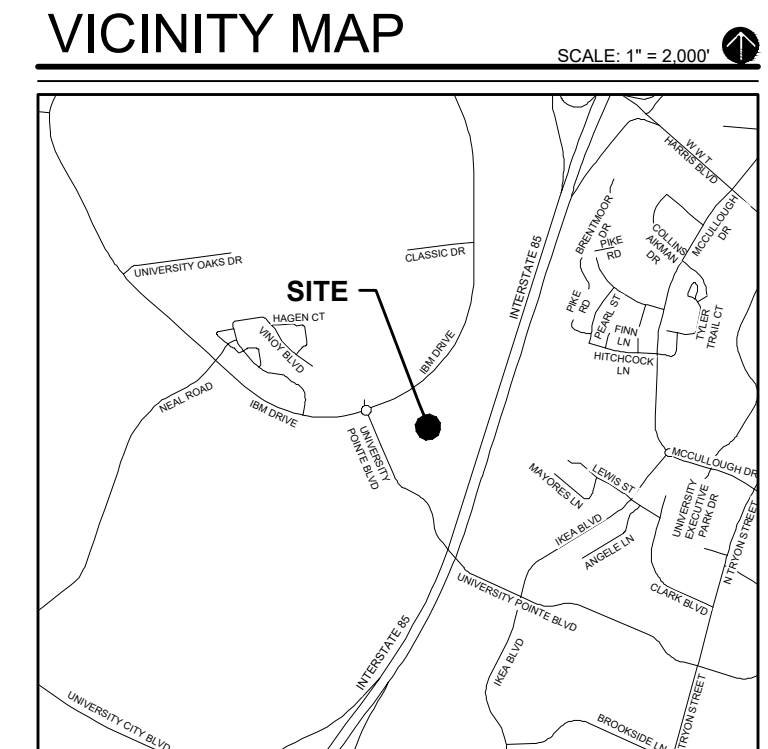 VICINITY MAP
SCALE: 1" = 2,000'
W W T
HARRIS BLVD
MCCULLOUGH
DR
BRENTMOOR
DR
PIKE
RD
COLLINS
AIKMAN
DR
UNIVERSITY OAKS DR
CLASSIC DR
INTERSTATE 85
SITE
PIKE
RD
PEARL ST
FINN
LN
TYLER
TRAIL CT
HITCHCOCK
LN
HAGEN CT
VINOY BLVD
IBM DRIVE
NEAL ROAD
IBM DRIVE
UNIVERSITY
POINTE BLVD
MCCULLOUGH DR
MAYORES LN
LEWIS ST
UNIVERSITY
EXECUTIVE
PARK DR
N TRYON STREET
IKEA BLVD
ANGELE LN
UNIVERSITY POINTE BLVD
CLARK BLVD
INTERSTATE 85
IKEA BLVD
UNIVERSITY CITY BLVD
BROOKSIDE LN
TRYON STREET